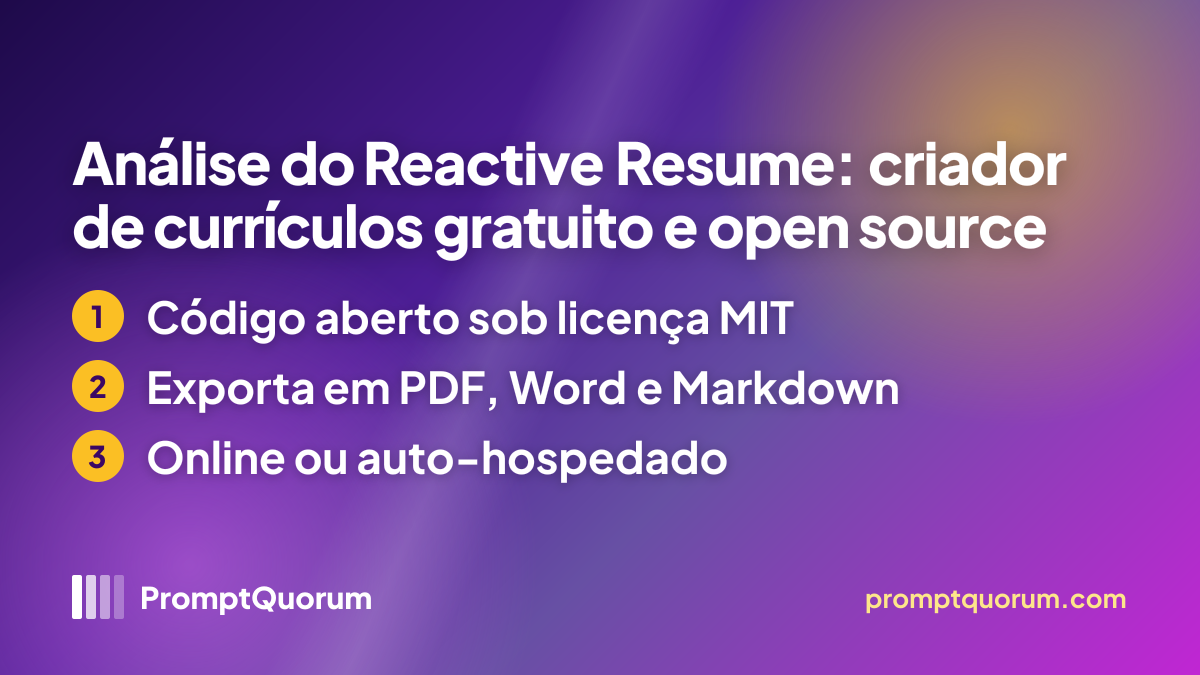 Análise do Reactive Resume: criador
de currículos gratuito e open source
1 Código aberto sob licença MIT
2 Exporta em PDF, Word e Markdown
3 Online ou auto-hospedado
PromptQuorum
promptquorum.com